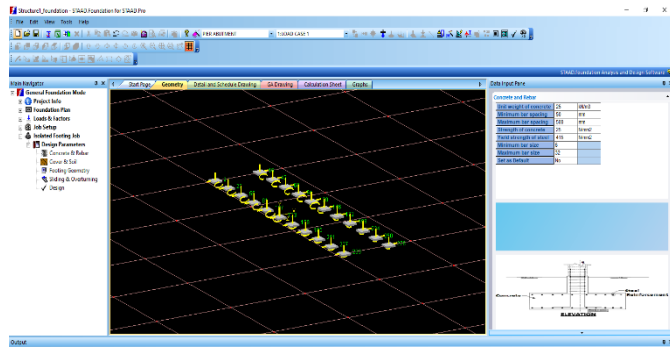 Structure1_foundation - STAAD.Foundation for STAAD Pro
File Edit View Tools Help
1:LOAD CASE 1
STAAD.foundation Analysis and Design Software
Main Navigator
Start Page Geometry Detail and Schedule Drawing GA Drawing Calculation Sheet Graphs
Data Input Pane
General Foundation Mode
Project Info
Foundation Plan
Loads & Factors
Job Setup
Isolated Footing Job
Design Parameters
Concrete & Rebar
Cover & Soil
Footing Geometry
Sliding & Overturning
Design
Concrete and Rebar
Unit weight of concrete 25 kN/m3
Minimum bar spacing 50 mm
Maximum bar spacing 500 mm
Strength of concrete 25 N/mm2
Yield strength of steel 415 N/mm2
Minimum bar size 6
Maximum bar size 32
Set as Default No
Steel
Concrete Reinforcement
ELEVATION
Output